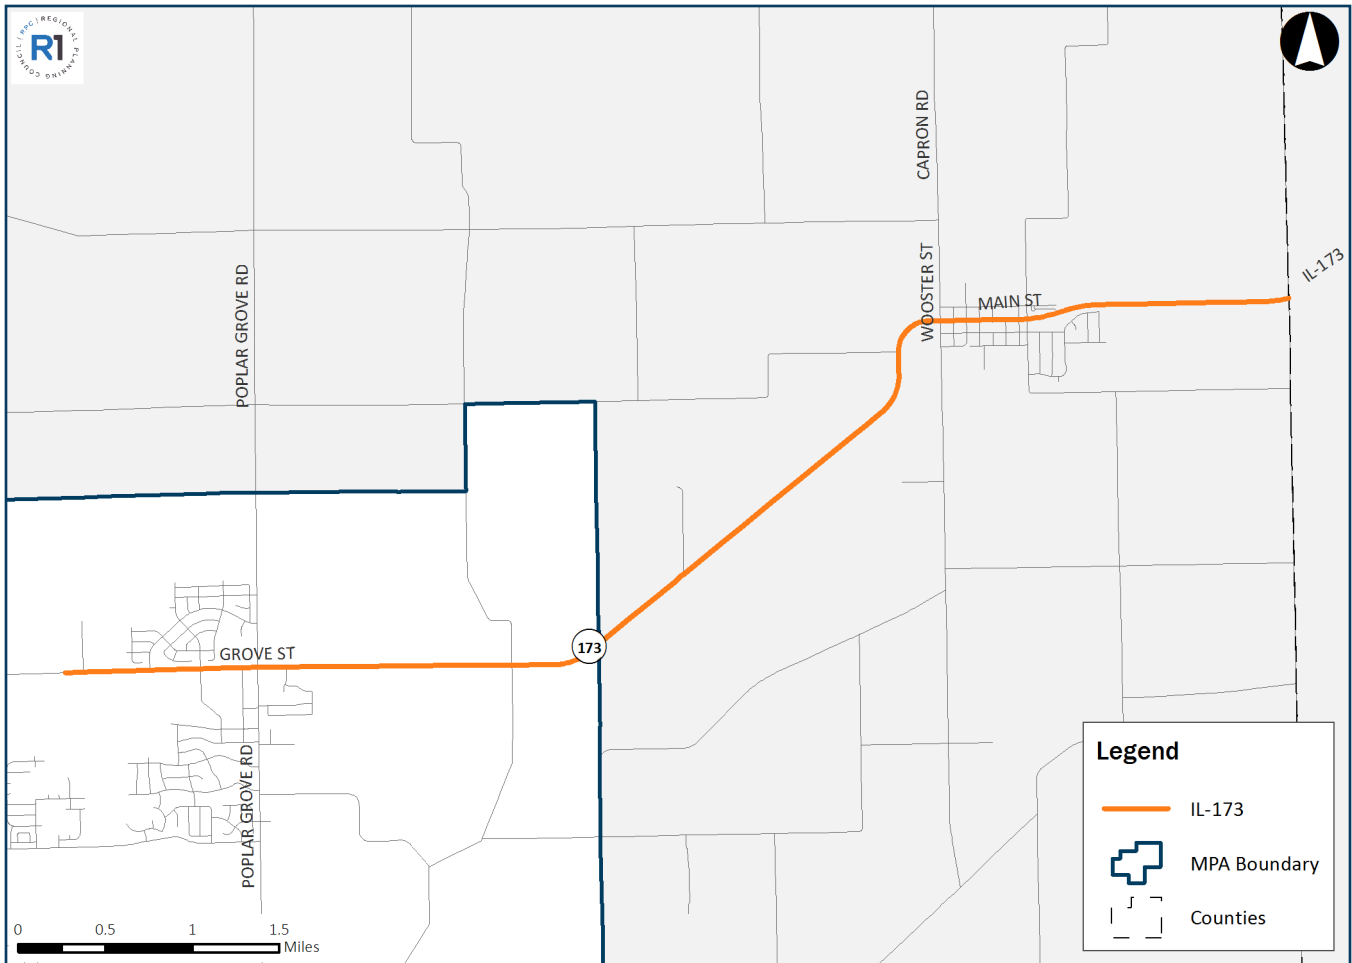 RPC | REGIONAL PLANNING COUNCIL |
R1
CAPRON RD
IL-173
WOOSTER ST
MAIN ST
POPLAR GROVE RD
173
GROVE ST
POPLAR GROVE RD
Legend
IL-173
MPA Boundary
Counties
0 0.5 1 1.5
Miles